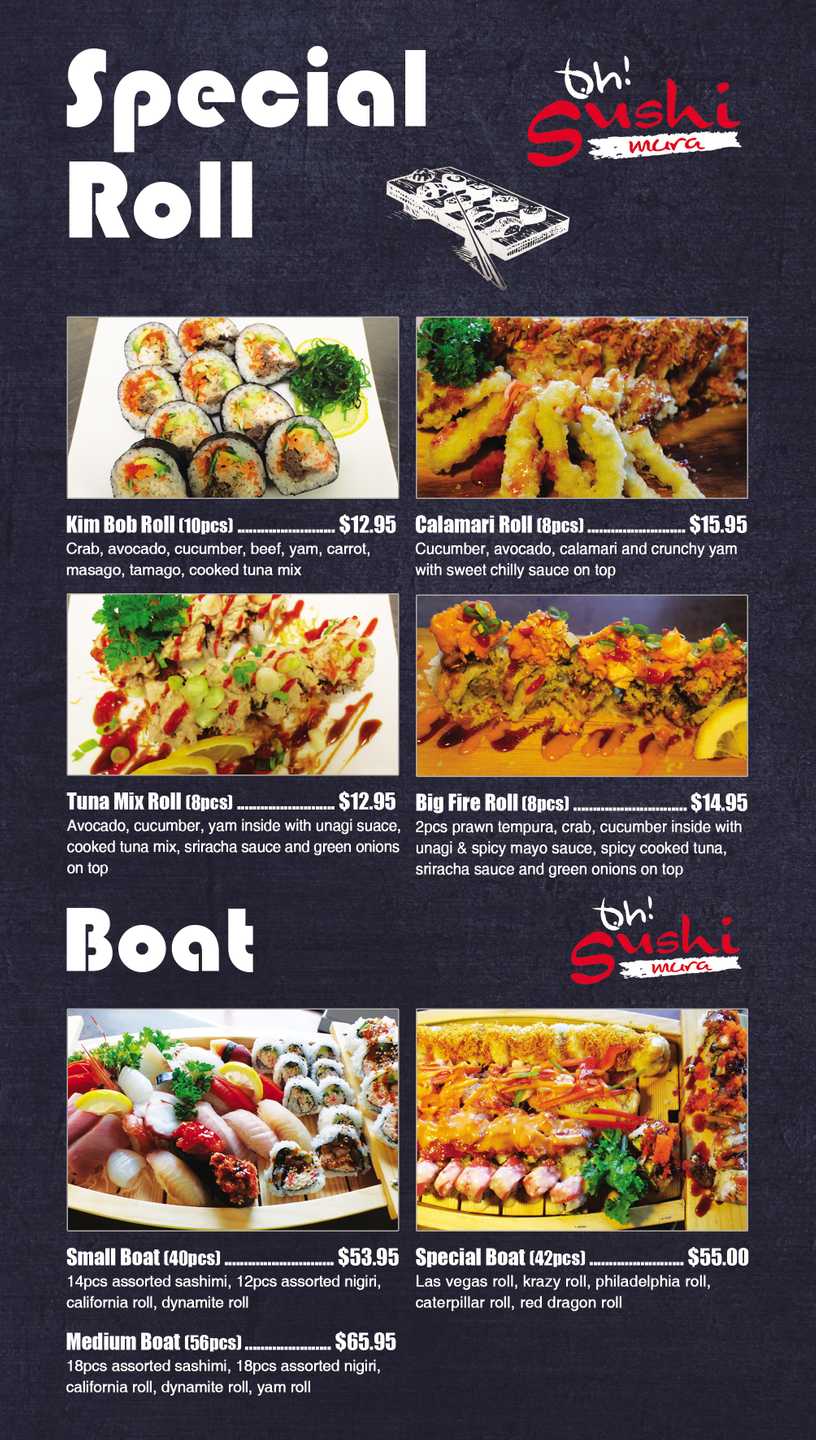 Special
Roll
Oh!
Sushi
mura
Kim Bob Roll (10pcs) ......................... $12.95
Crab, avocado, cucumber, beef, yam, carrot,
masago, tamago, cooked tuna mix
Calamari Roll (8pcs) ......................... $15.95
Cucumber, avocado, calamari and crunchy yam
with sweet chilly sauce on top
Tuna Mix Roll (8pcs) ......................... $12.95
Avocado, cucumber, yam inside with unagi suace,
cooked tuna mix, sriracha sauce and green onions
on top
Big Fire Roll (8pcs) ............................. $14.95
2pcs prawn tempura, crab, cucumber inside with
unagi & spicy mayo sauce, spicy cooked tuna,
sriracha sauce and green onions on top
Boat
Oh!
Sushi
mura
Small Boat (40pcs) ............................ $53.95
14pcs assorted sashimi, 12pcs assorted nigiri,
california roll, dynamite roll
Special Boat (42pcs) ........................ $55.00
Las vegas roll, krazy roll, philadelphia roll,
caterpillar roll, red dragon roll
Medium Boat (56pcs) ...................... $65.95
18pcs assorted sashimi, 18pcs assorted nigiri,
california roll, dynamite roll, yam roll